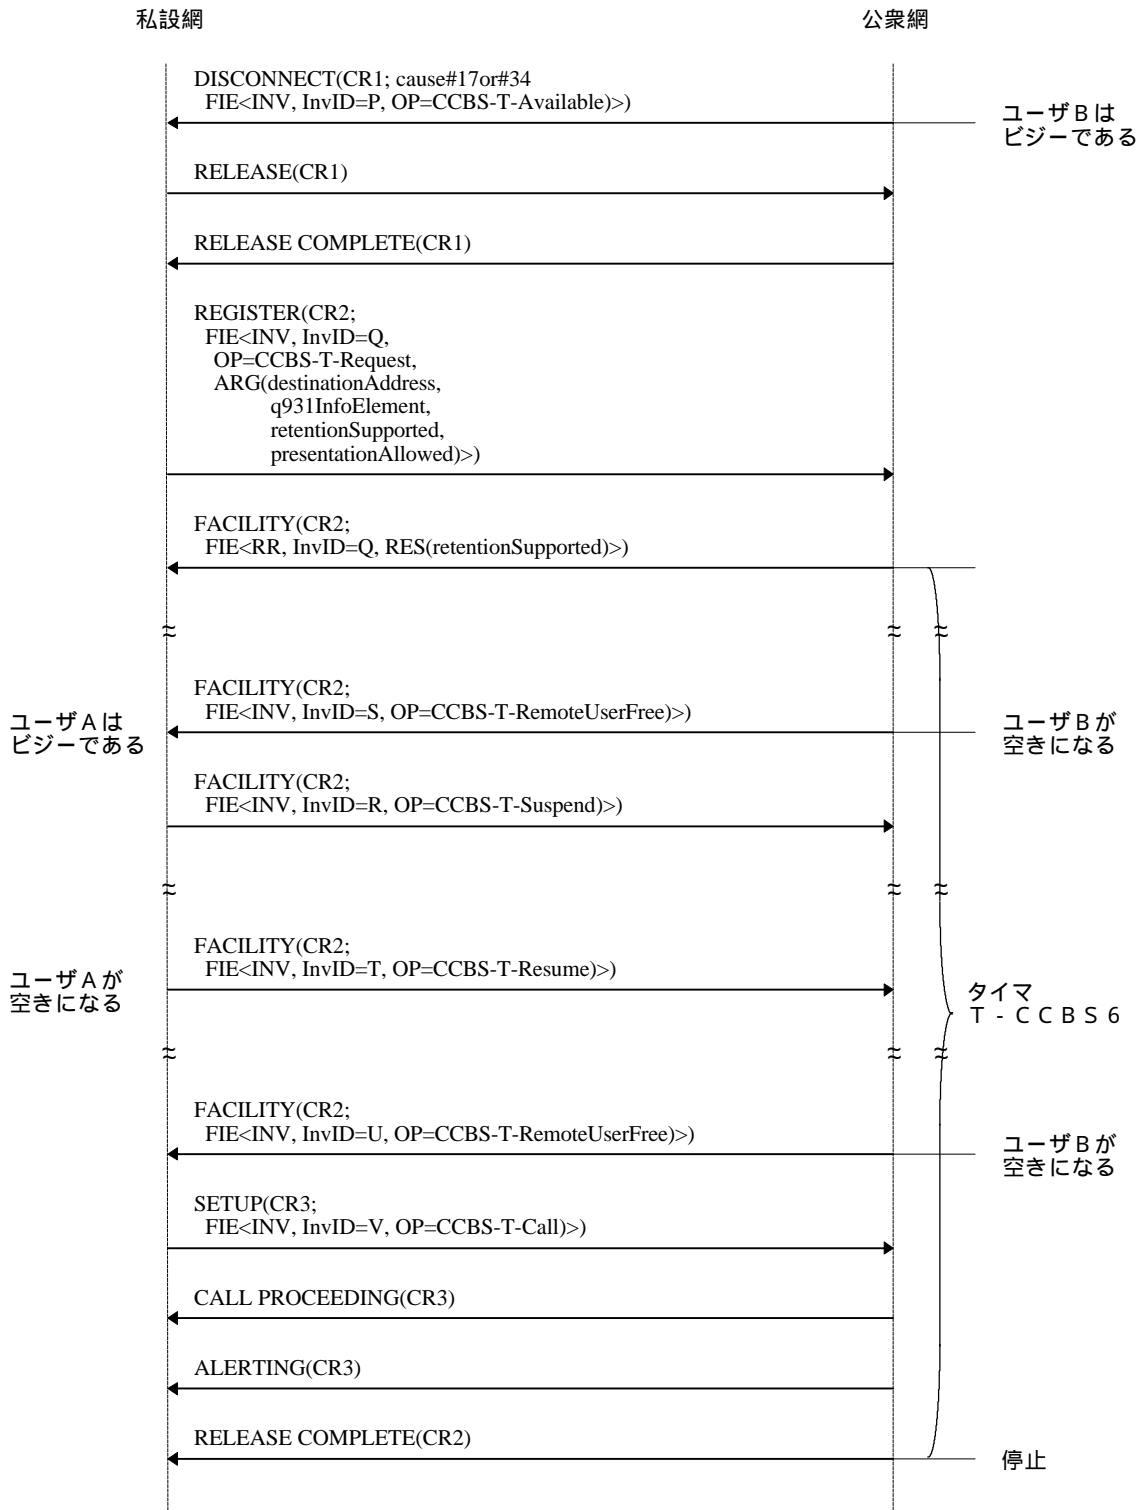 私設網
公衆網
DISCONNECT(CR1; cause#17or#34
FIE<INV, InvID=P, OP=CCBS-T-Available)>)
ユーザＢは
ビジーである
RELEASE(CR1)
RELEASE COMPLETE(CR1)
REGISTER(CR2;
FIE<INV, InvID=Q,
OP=CCBS-T-Request,
ARG(destinationAddress,
q931InfoElement,
retentionSupported,
presentationAllowed)>)
FACILITY(CR2;
FIE<RR, InvID=Q, RES(retentionSupported)>)
FACILITY(CR2;
FIE<INV, InvID=S, OP=CCBS-T-RemoteUserFree)>)
ユーザＡは
ビジーである
ユーザＢが
空きになる
FACILITY(CR2;
FIE<INV, InvID=R, OP=CCBS-T-Suspend)>)
FACILITY(CR2;
FIE<INV, InvID=T, OP=CCBS-T-Resume)>)
ユーザＡが
空きになる
タイマ
Ｔ‐ＣＣＢＳ６
FACILITY(CR2;
FIE<INV, InvID=U, OP=CCBS-T-RemoteUserFree)>)
ユーザＢが
空きになる
SETUP(CR3;
FIE<INV, InvID=V, OP=CCBS-T-Call)>)
CALL PROCEEDING(CR3)
ALERTING(CR3)
RELEASE COMPLETE(CR2)
停止